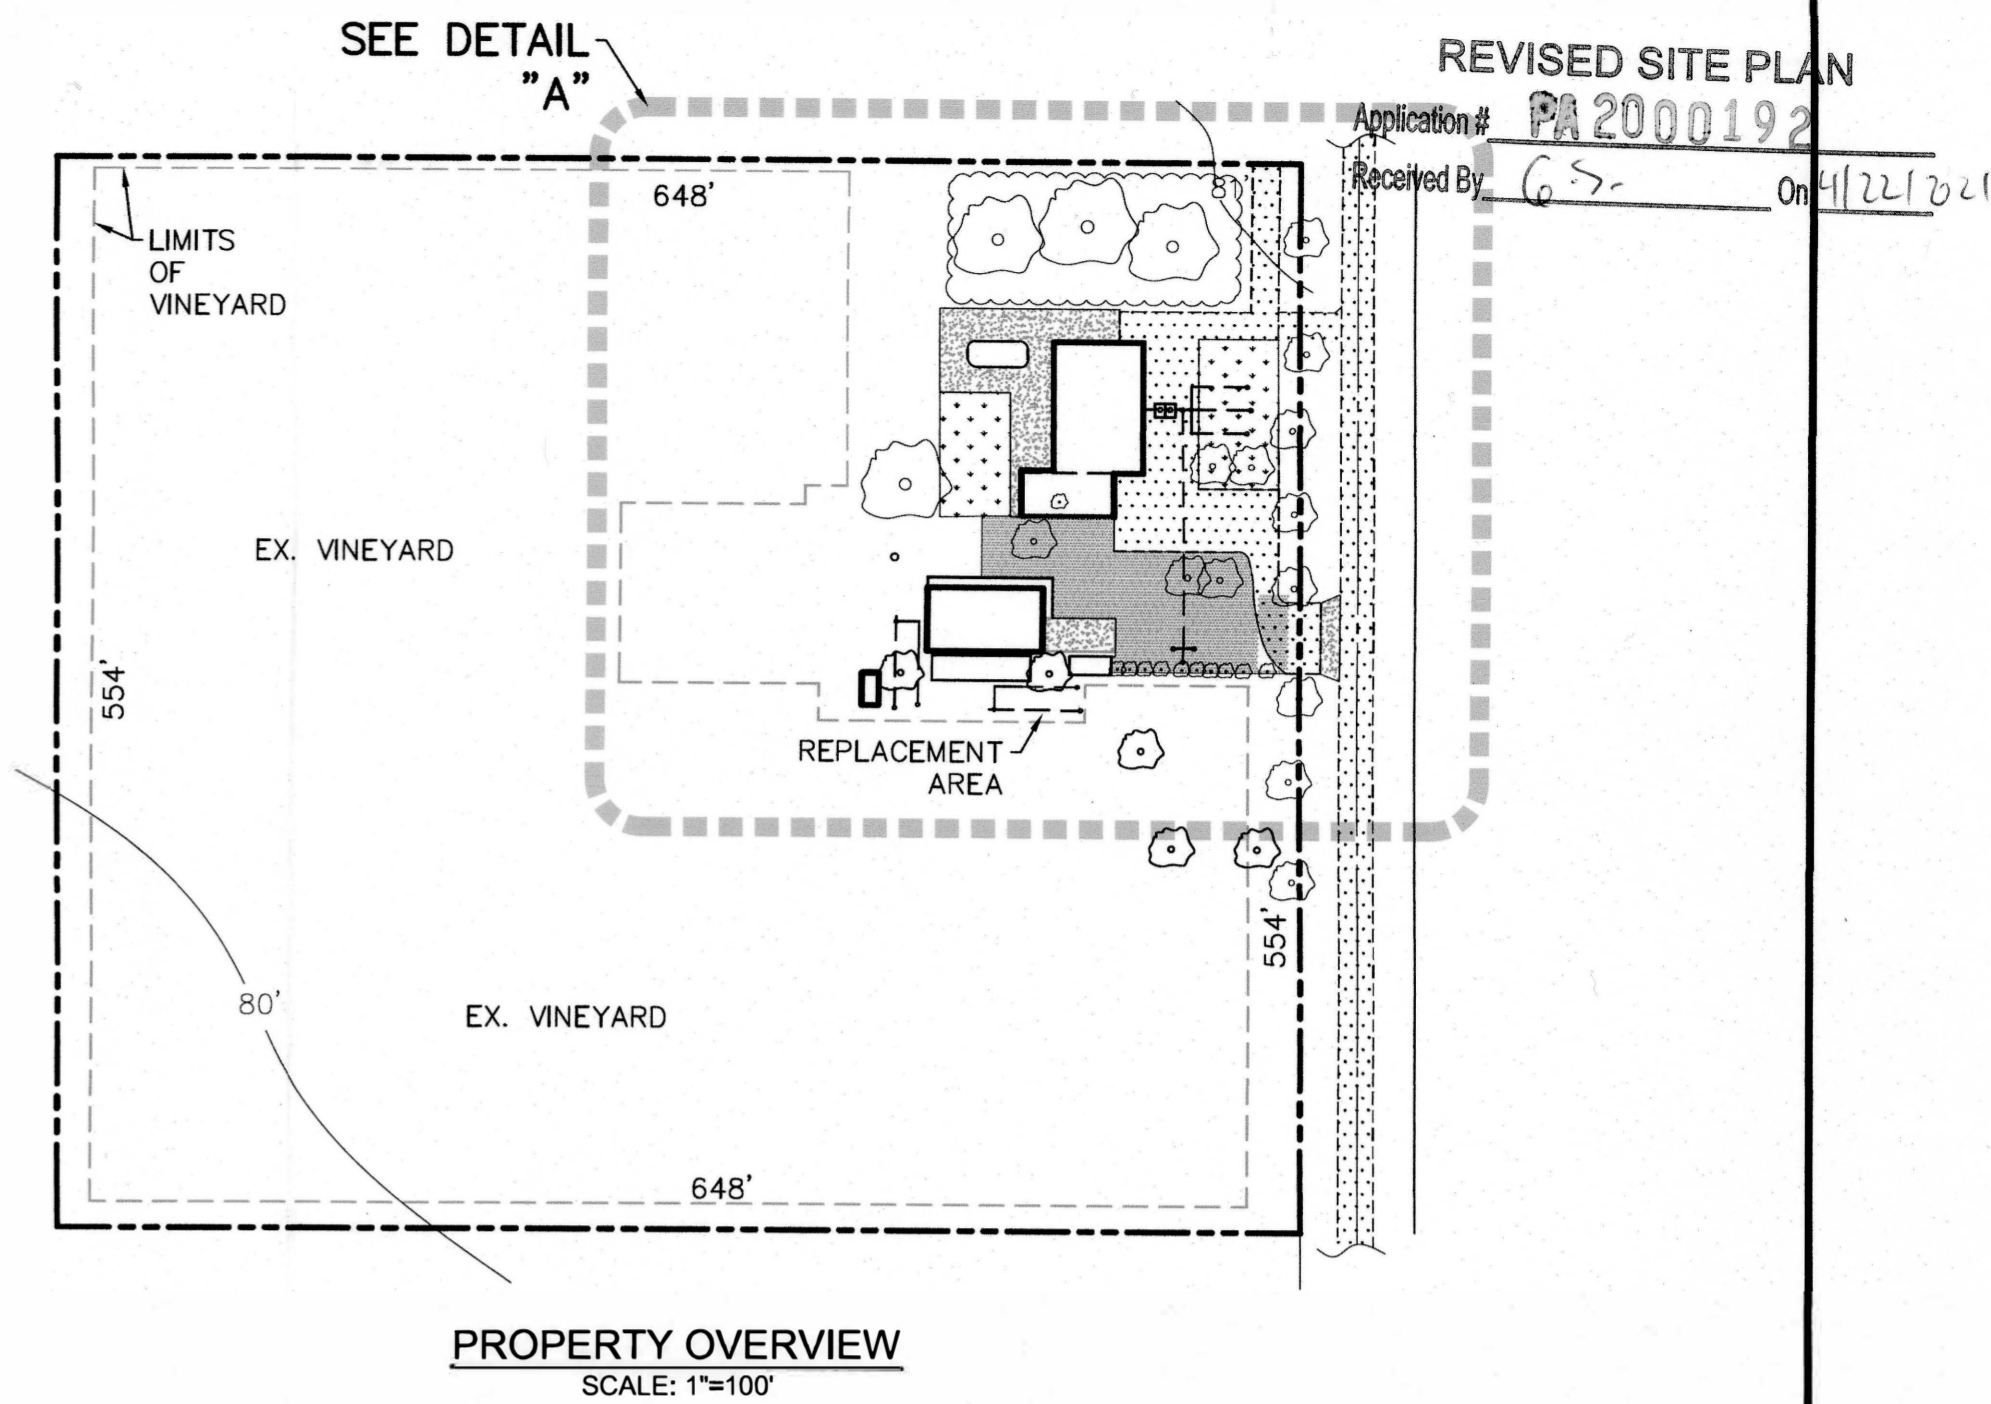 SEE DETAIL
"A"
REVISED SITE PLAN
Application # PA 2000192
Received By G.S. On 4/22/2021
648'
81'
LIMITS
OF
VINEYARD
EX. VINEYARD
554'
REPLACEMENT
AREA
554'
80'
EX. VINEYARD
648'
PROPERTY OVERVIEW
SCALE: 1"=100'